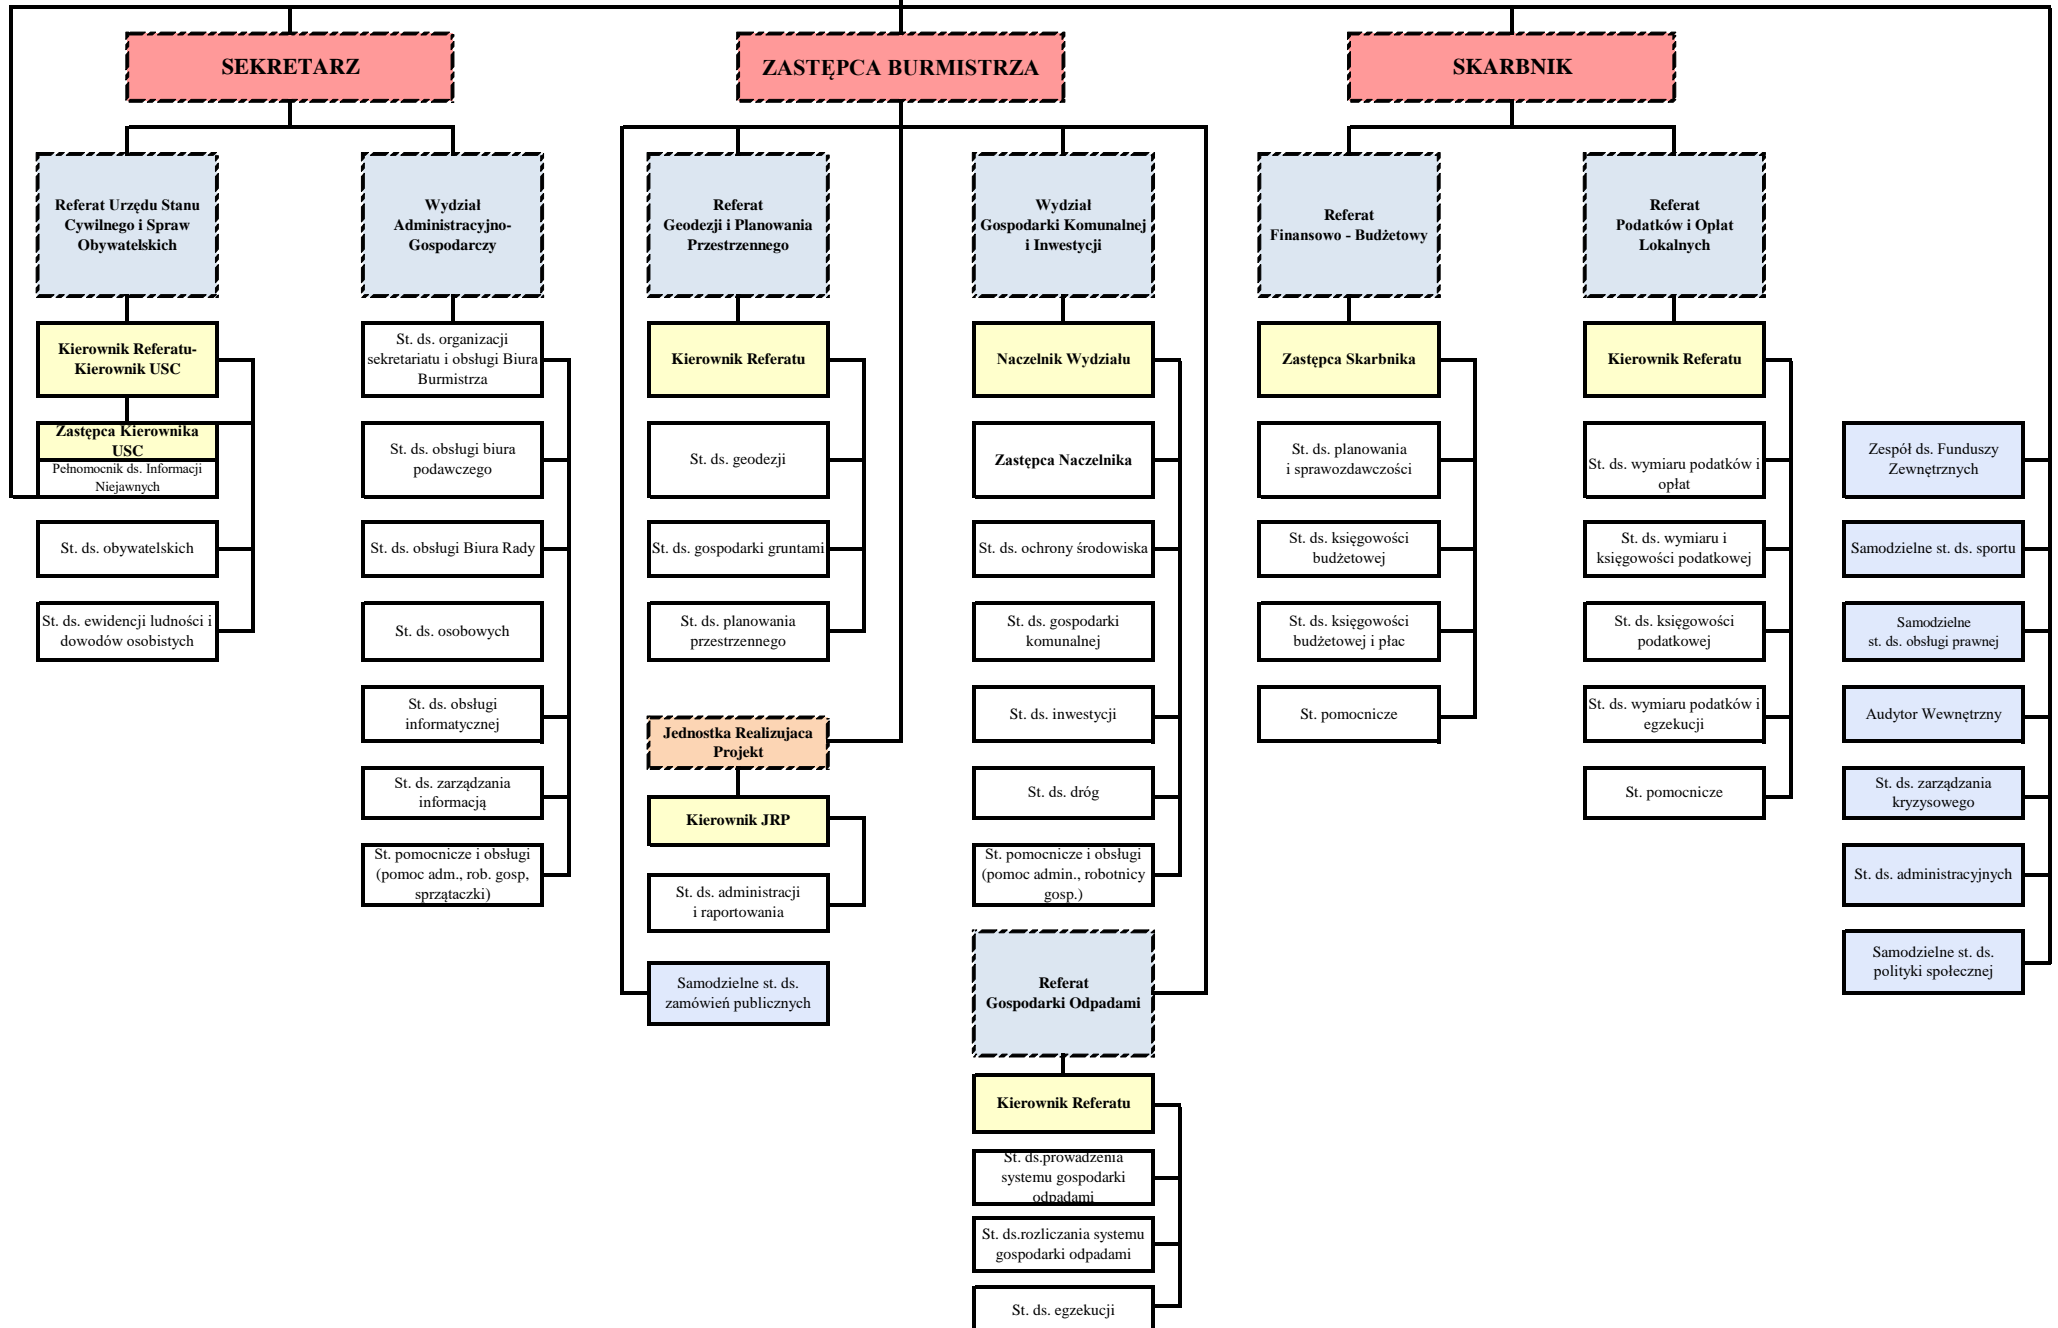 SEKRETARZ
ZASTĘPCA BURMISTRZA
SKARBNIK
Referat Urzędu Stanu
Cywilnego i Spraw
Obywatelskich
Wydział
Administracyjno-
Gospodarczy
Referat
Geodezji i Planowania
Przestrzennego
Wydział
Gospodarki Komunalnej
i Inwestycji
Referat
Finansowo - Budżetowy
Referat
Podatków i Opłat
Lokalnych
Kierownik Referatu-
Kierownik USC
Zastępca Kierownika
USC
Pełnomocnik ds. Informacji
Niejawnych
St. ds. obywatelskich
St. ds. ewidencji ludności i
dowodów osobistych
St. ds. organizacji
sekretariatu i obsługi Biura
Burmistrza
St. ds. obsługi biura
podawczego
St. ds. obsługi Biura Rady
St. ds. osobowych
St. ds. obsługi
informatycznej
St. ds. zarządzania
informacją
St. pomocnicze i obsługi
(pomoc adm., rob. gosp,
sprzątaczki)
Kierownik Referatu
St. ds. geodezji
St. ds. gospodarki gruntami
St. ds. planowania
przestrzennego
Jednostka Realizujaca
Projekt
Kierownik JRP
St. ds. administracji
i raportowania
Samodzielne st. ds.
zamówień publicznych
Naczelnik Wydziału
Zastępca Naczelnika
St. ds. ochrony środowiska
St. ds. gospodarki
komunalnej
St. ds. inwestycji
St. ds. dróg
St. pomocnicze i obsługi
(pomoc admin., robotnicy
gosp.)
Referat
Gospodarki Odpadami
Kierownik Referatu
St. ds.prowadzenia
systemu gospodarki
odpadami
St. ds.rozliczania systemu
gospodarki odpadami
St. ds. egzekucji
Zastępca Skarbnika
St. ds. planowania
i sprawozdawczości
St. ds. księgowości
budżetowej
St. ds. księgowości
budżetowej i płac
St. pomocnicze
Kierownik Referatu
St. ds. wymiaru podatków i
opłat
St. ds. wymiaru i
księgowości podatkowej
St. ds. księgowości
podatkowej
St. ds. wymiaru podatków i
egzekucji
St. pomocnicze
Zespół ds. Funduszy
Zewnętrznych
Samodzielne st. ds. sportu
Samodzielne
st. ds. obsługi prawnej
Audytor Wewnętrzny
St. ds. zarządzania
kryzysowego
St. ds. administracyjnych
Samodzielne st. ds.
polityki społecznej